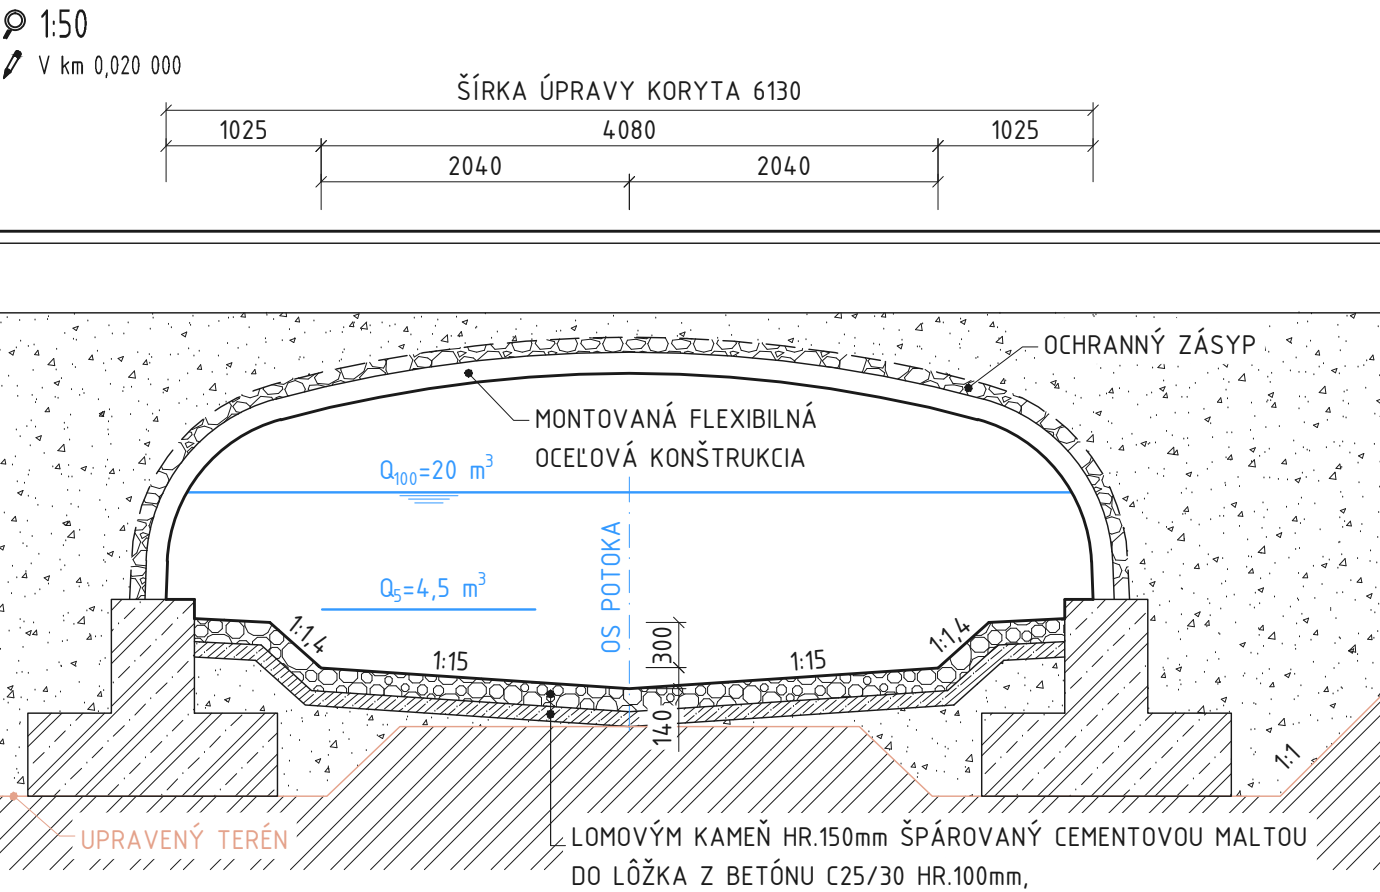 1:50
V km 0,020 000
ŠÍRKA ÚPRAVY KORYTA 6130
1025 4080 1025
2040 2040
OCHRANNÝ ZÁSYP
MONTOVANÁ FLEXIBILNÁ
OCEĽOVÁ KONŠTRUKCIA
Q100=20 m³
OS POTOKA
Q5=4,5 m³
1:1,4 1:15 300 1:15 1:1,4
140
1:1
UPRAVENÝ TERÉN
LOMOVÝM KAMEŇ HR.150mm ŠPÁROVANÝ CEMENTOVOU MALTOU
DO LÔŽKA Z BETÓNU C25/30 HR.100mm,